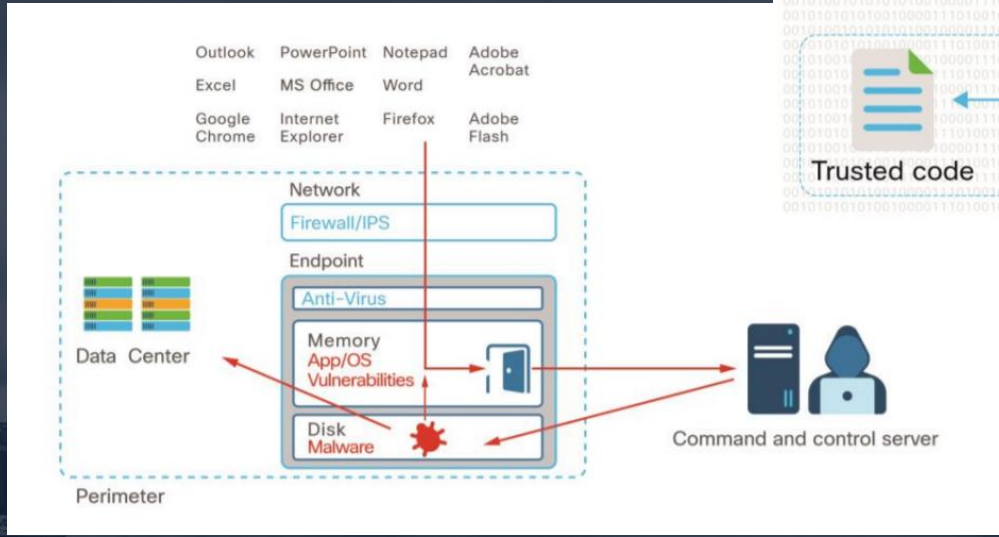 Outlook PowerPoint Notepad Adobe Acrobat
Excel MS Office Word
Google Chrome Internet Explorer Firefox Adobe Flash
Network
Firewall/IPS
Endpoint
Anti-Virus
Memory
App/OS
Vulnerabilities
Disk
Malware
Data Center
Perimeter
Command and control server
Trusted code